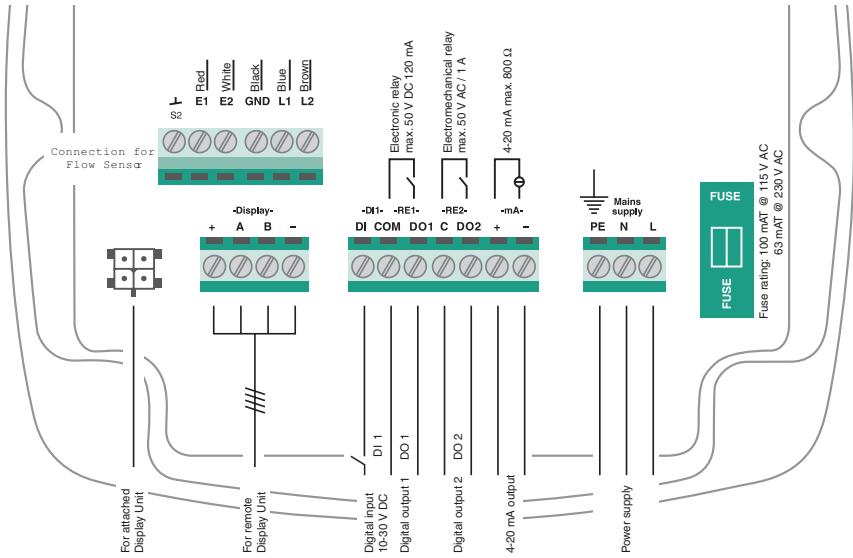 Red
White
Black
Blue
Brown
E1 E2 GND L1 L2
S2
Connection for
Flow Sensor
Electronic relay
max. 50 V DC 120 mA
Electromechanical relay
max. 50 V AC / 1 A
4-20 mA max. 800 Ω
-Display-
+ A B −
-DI1- -RE1- -RE2- -mA-
DI COM DO1 C DO2 + −
Mains
supply
PE N L
FUSE
FUSE
Fuse rating: 100 mAT @ 115 V AC
63 mAT @ 230 V AC
DI 1
DO 1
DO 2
For attached
Display Unit
For remote
Display Unit
Digital input
10-30 V DC
Digital output 1
Digital output 2
4-20 mA output
Power supply